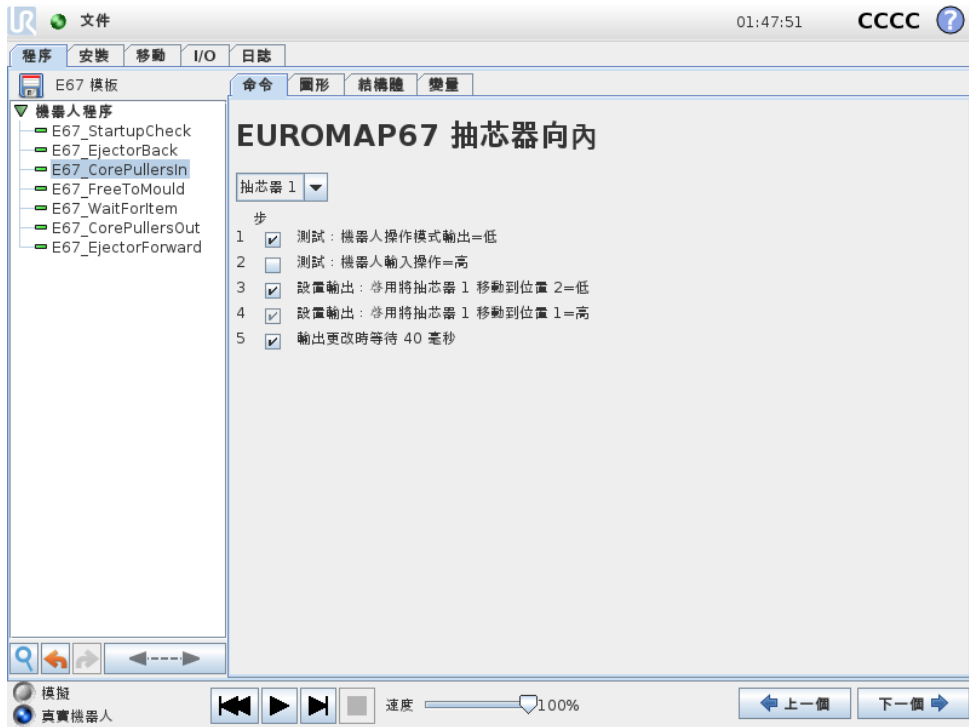 UR 文件 01:47:51 CCCC ?
程序 安裝 移動 I/O 日誌
E67 模板
命令 圖形 結構體 變量
機器人程序
E67_StartupCheck
E67_EjectorBack
E67_CorePullersIn
E67_FreeToMould
E67_WaitForItem
E67_CorePullersOut
E67_EjectorForward
EUROMAP67 抽芯器向內
抽芯器 1
步
1 測試：機器人操作模式輸出=低
2 測試：機器人輸入操作=高
3 設置輸出：啓用將抽芯器 1 移動到位置 2=低
4 設置輸出：啓用將抽芯器 1 移動到位置 1=高
5 輸出更改時等待 40 毫秒
模擬
真實機器人
速度 100%
上一個
下一個